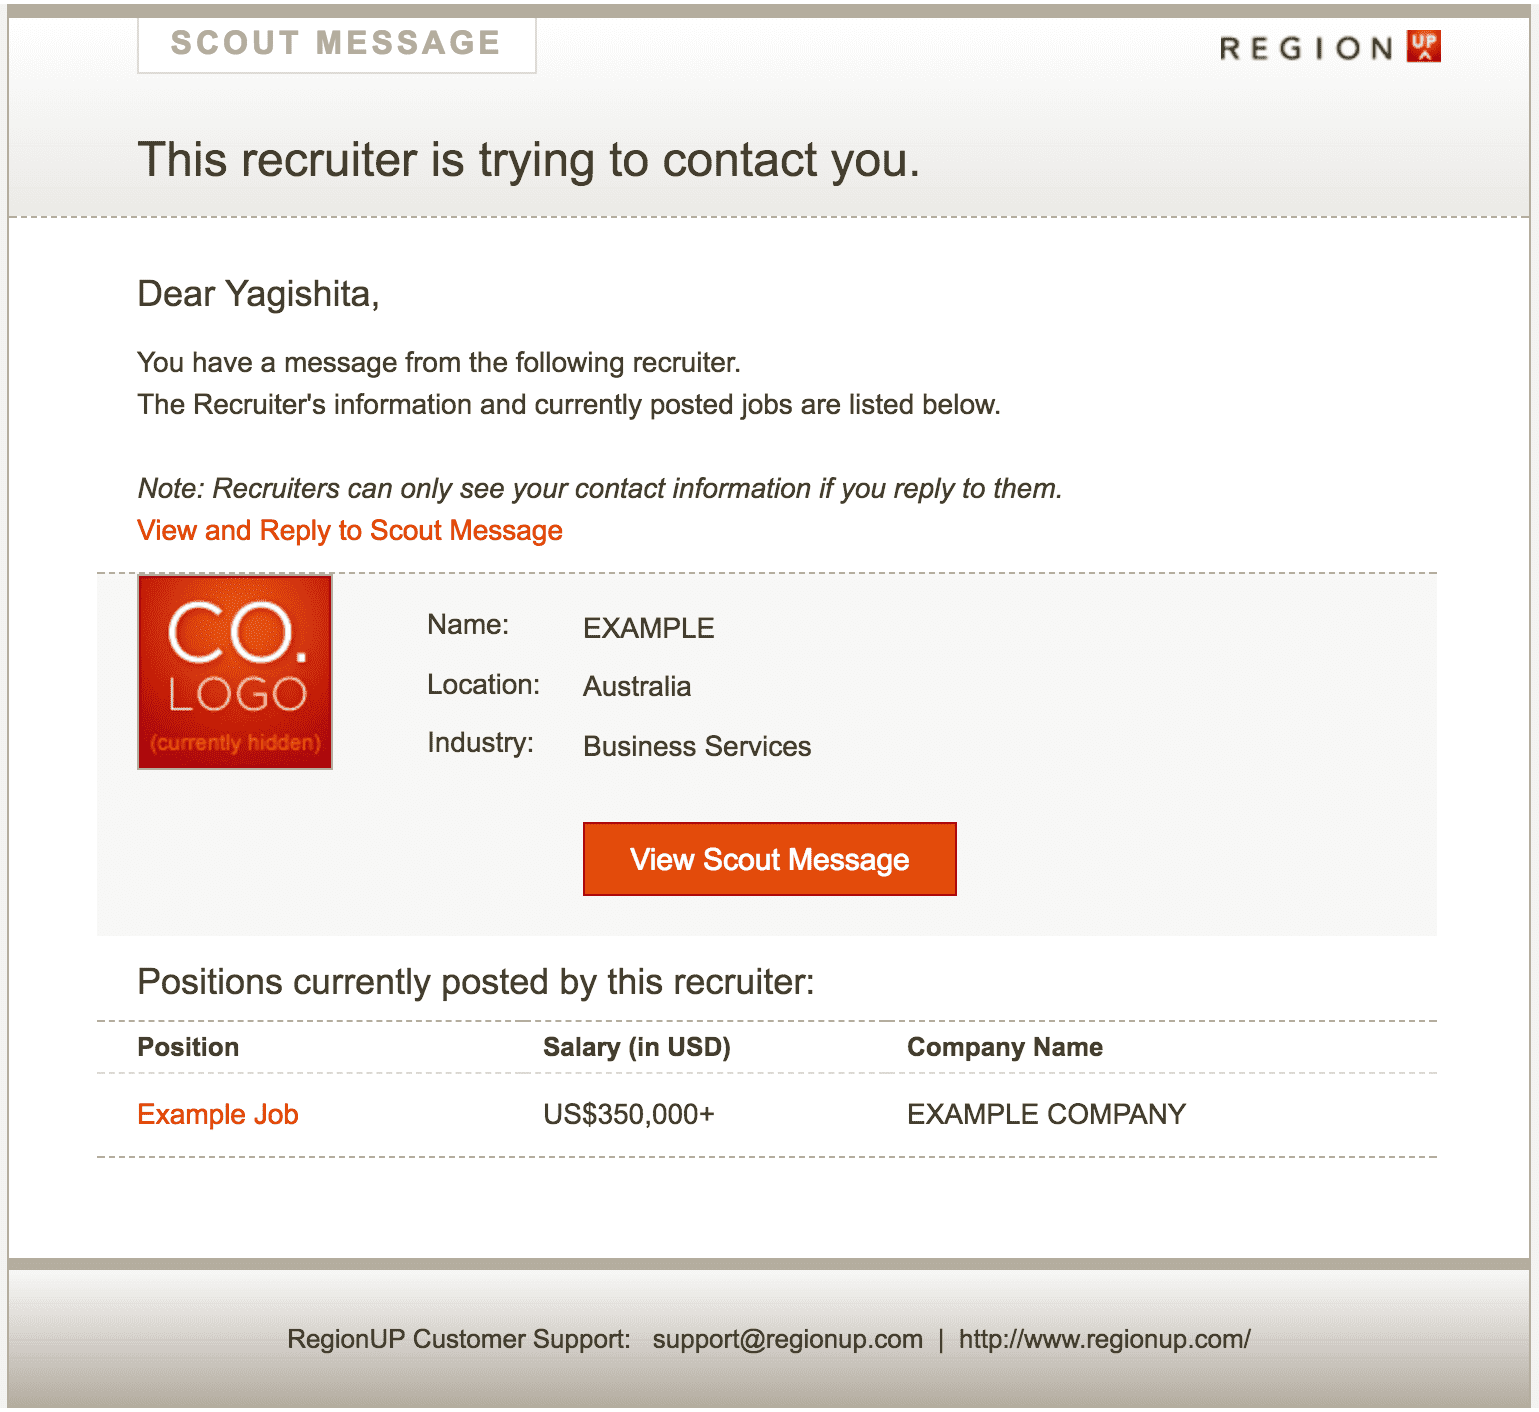 SCOUT MESSAGE
REGION UP
This recruiter is trying to contact you.
Dear Yagishita,
You have a message from the following recruiter.
The Recruiter's information and currently posted jobs are listed below.
Note: Recruiters can only see your contact information if you reply to them.
View and Reply to Scout Message
CO.
LOGO
(currently hidden)
Name: EXAMPLE
Location: Australia
Industry: Business Services
View Scout Message
Positions currently posted by this recruiter:
Position Salary (in USD) Company Name
Example Job US$350,000+ EXAMPLE COMPANY
RegionUP Customer Support: support@regionup.com | http://www.regionup.com/